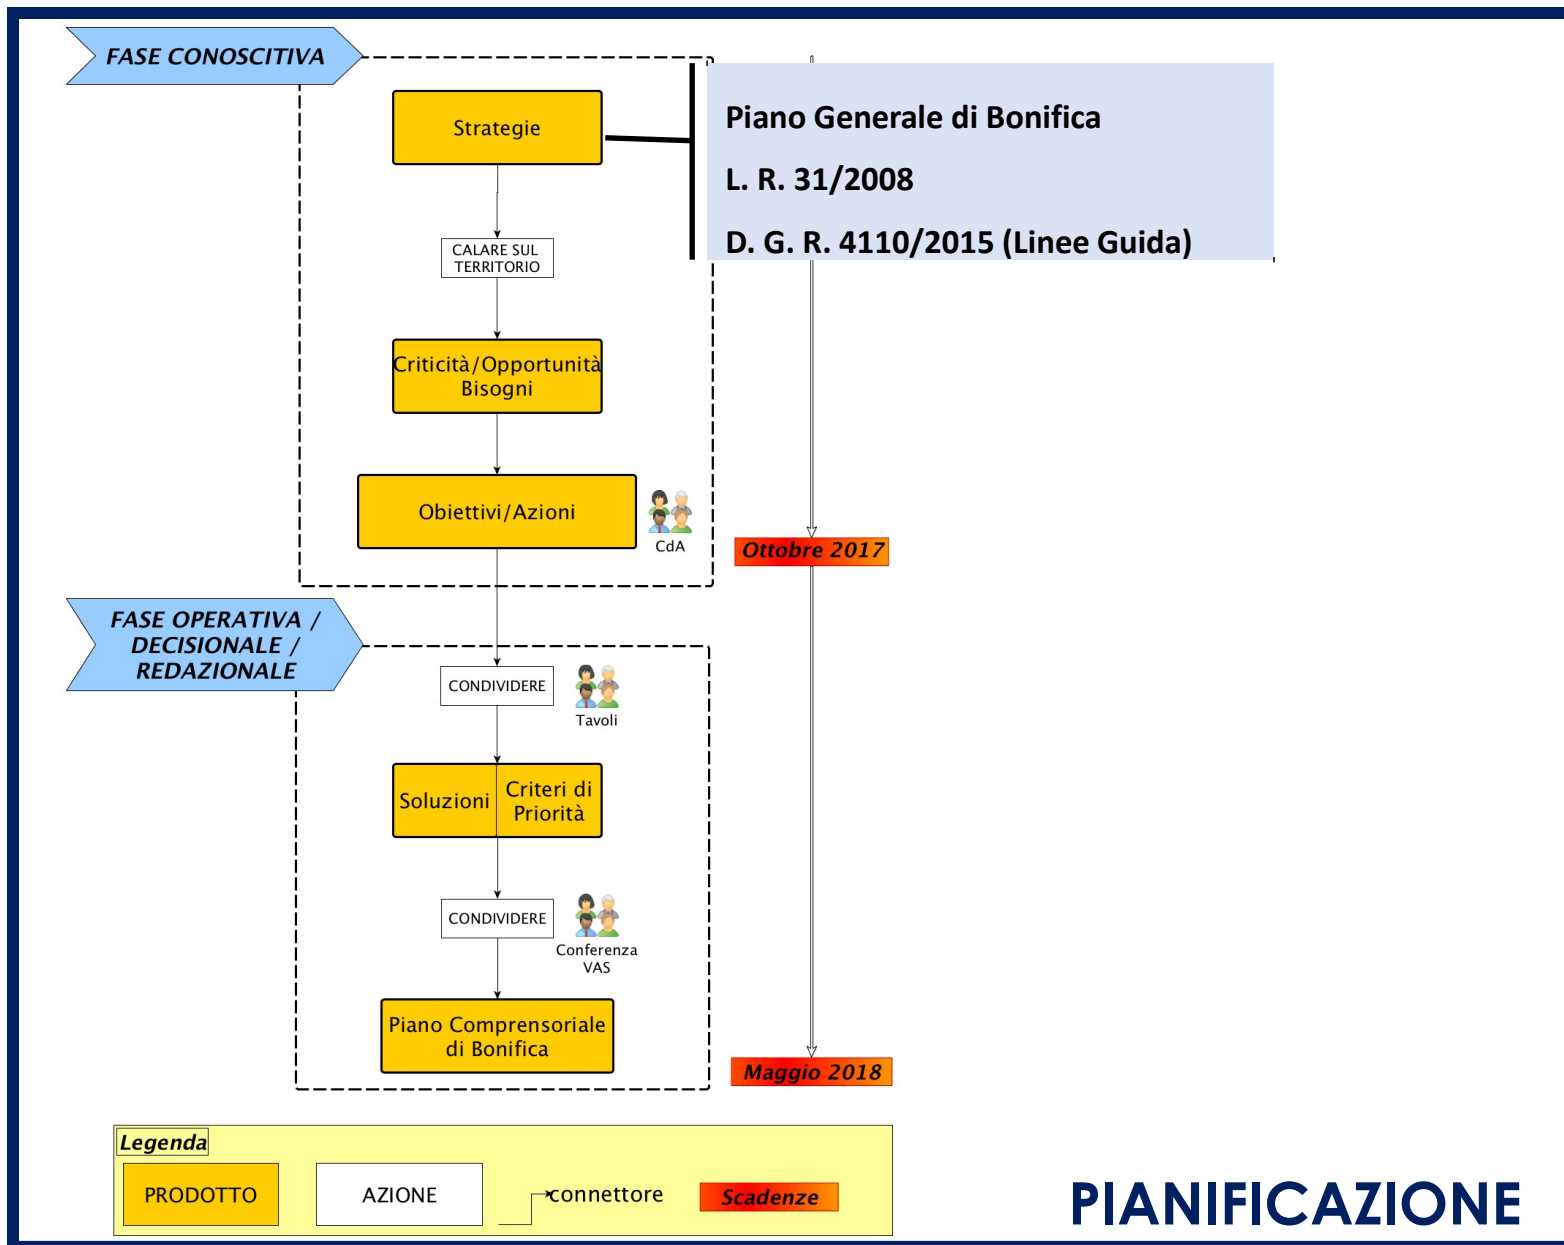 FASE CONOSCITIVA
Strategie
Piano Generale di Bonifica
L. R. 31/2008
D. G. R. 4110/2015 (Linee Guida)
CALARE SUL
TERRITORIO
Criticità/Opportunità
Bisogni
Obiettivi/Azioni
CdA
Ottobre 2017
FASE OPERATIVA /
DECISIONALE /
REDAZIONALE
CONDIVIDERE
Tavoli
Soluzioni
Criteri di
Priorità
CONDIVIDERE
Conferenza
VAS
Piano Comprensoriale
di Bonifica
Maggio 2018
Legenda
PRODOTTO
AZIONE
connettore
Scadenze
PIANIFICAZIONE